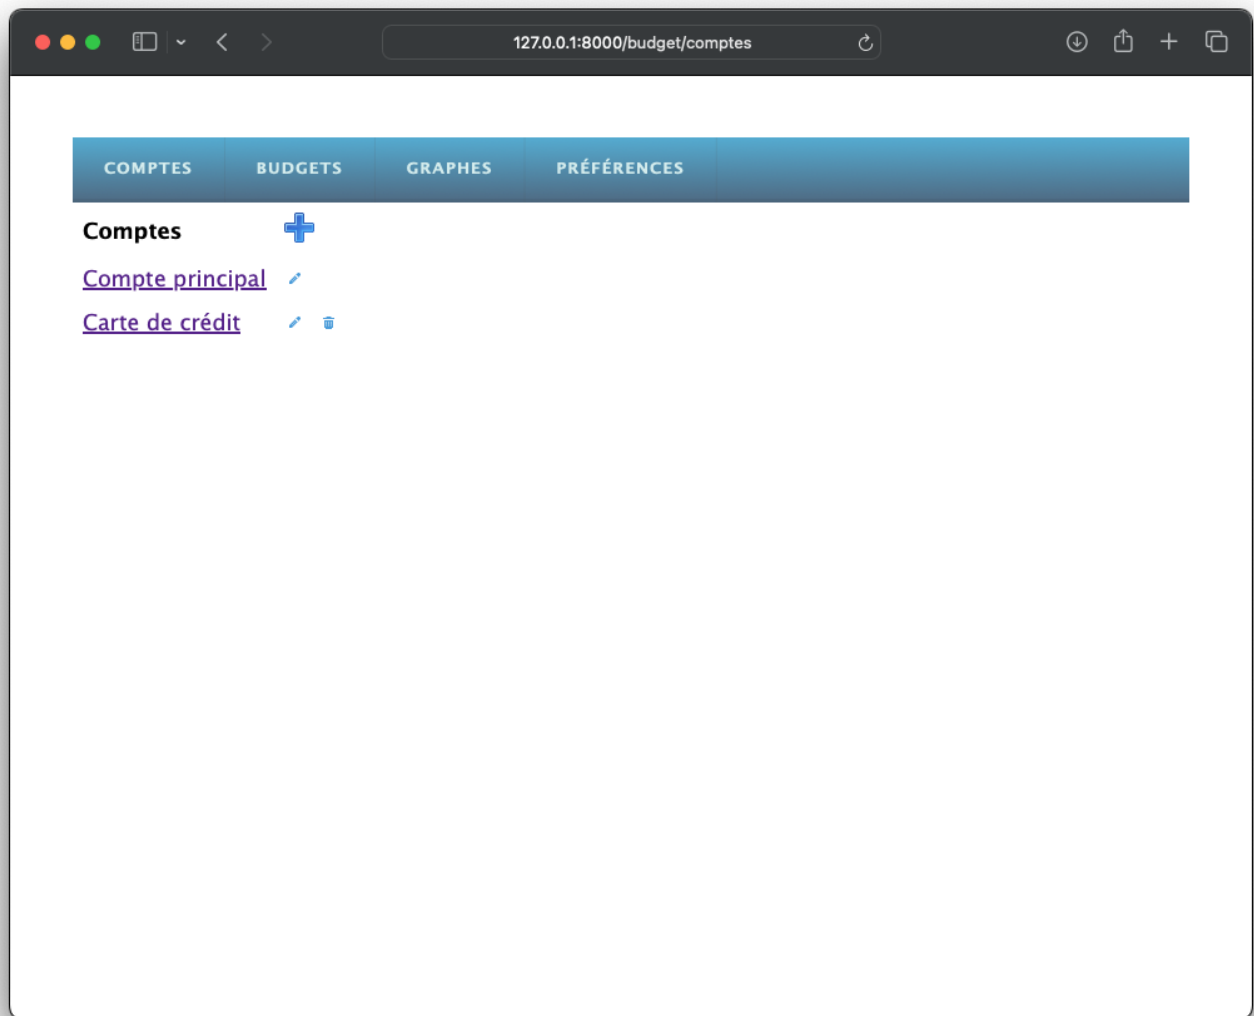 127.0.0.1:8000/budget/comptes
COMPTES BUDGETS GRAPHES PRÉFÉRENCES
Comptes
Compte principal
Carte de crédit